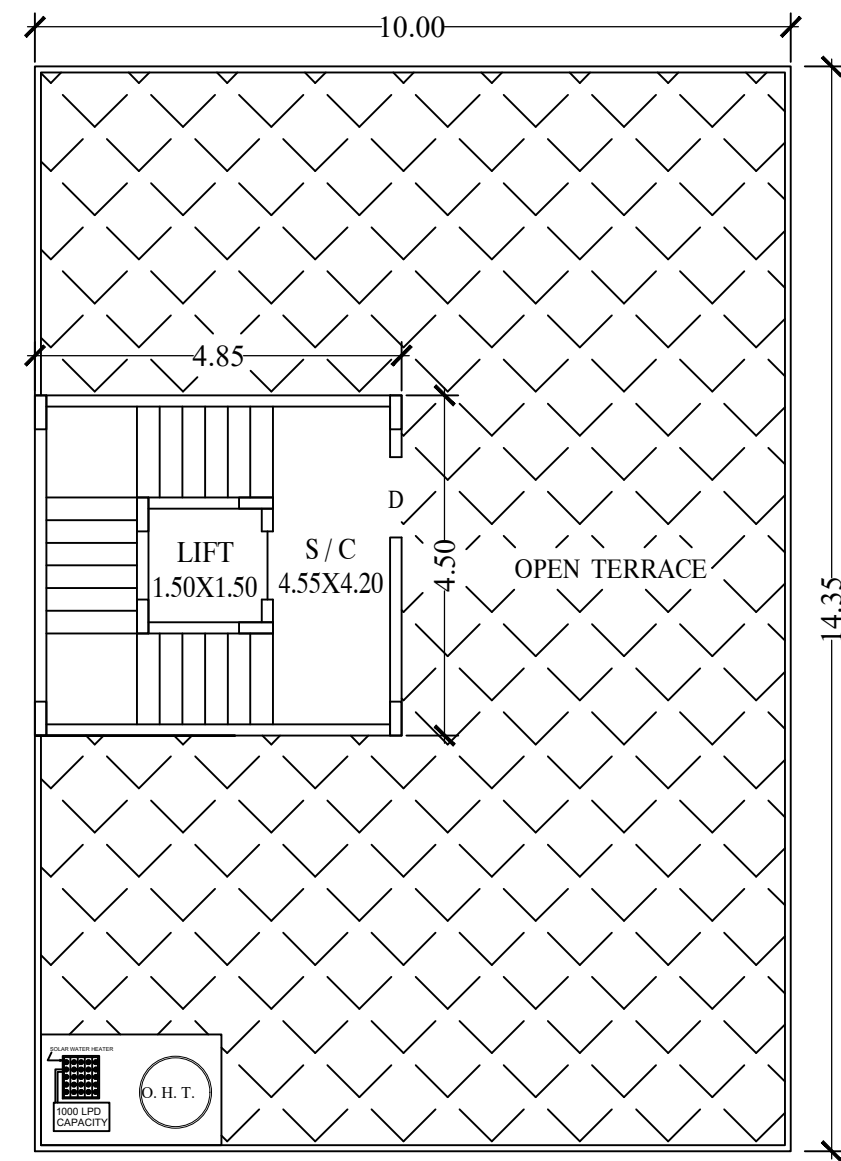 10.00
4.85
D
LIFT
1.50X1.50
S / C
4.55X4.20
4.50
OPEN TERRACE
14.35
SOLAR WATER HEATER
1000 LPD
CAPACITY
O. H. T.